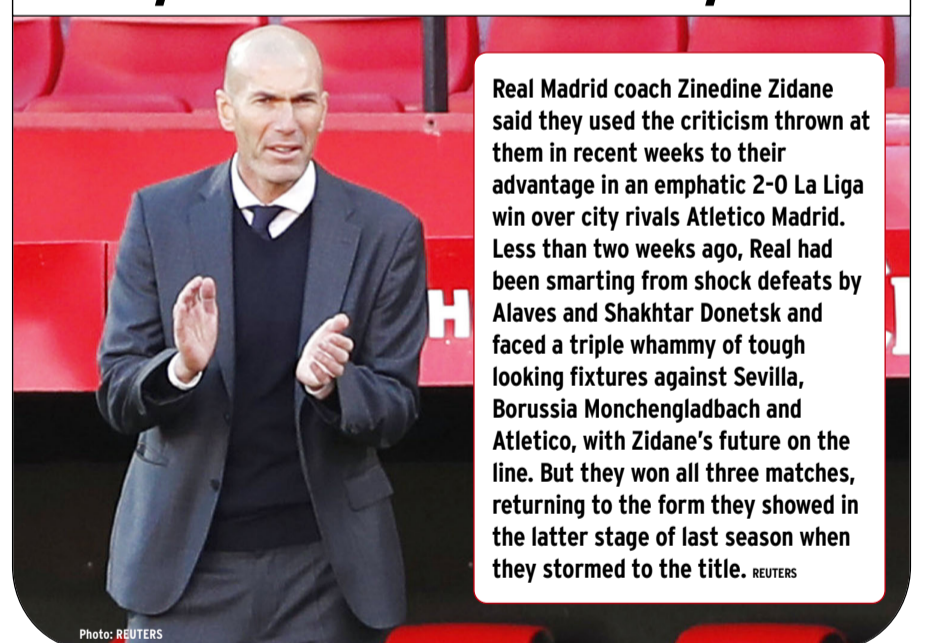 Real Madrid coach Zinedine Zidane
said they used the criticism thrown at
them in recent weeks to their
advantage in an emphatic 2-0 La Liga
win over city rivals Atletico Madrid.
Less than two weeks ago, Real had
been smarting from shock defeats by
Alaves and Shakhtar Donetsk and
faced a triple whammy of tough
looking fixtures against Sevilla,
Borussia Monchengladbach and
Atletico, with Zidane's future on the
line. But they won all three matches,
returning to the form they showed in
the latter stage of last season when
they stormed to the title. REUTERS
H
Photo: REUTERS